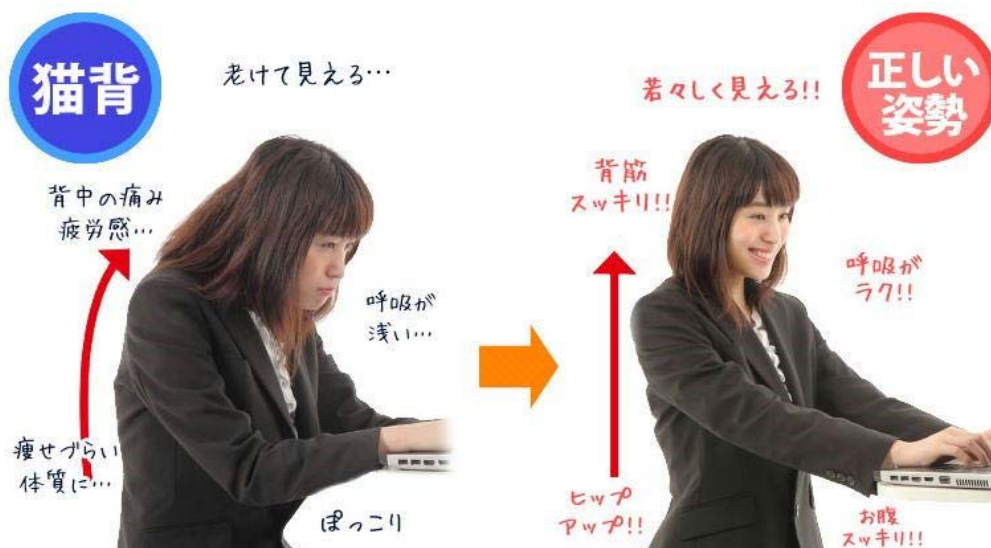 猫背
老けて見える…
背中の痛み
疲労感…
呼吸が
浅い…
痩せづらい
体質に…
ぽっこり
正しい
姿勢
若々しく見える!!
背筋
スッキリ!!
呼吸が
ラク!!
ヒップ
アップ!!
お腹
スッキリ!!